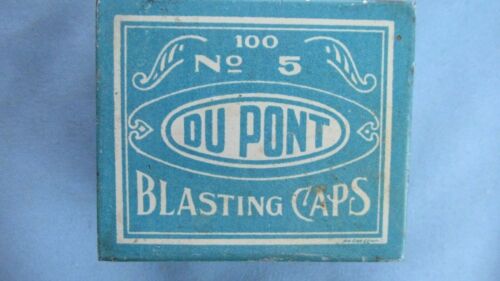 100
No 5
DU PONT
BLASTING CAPS